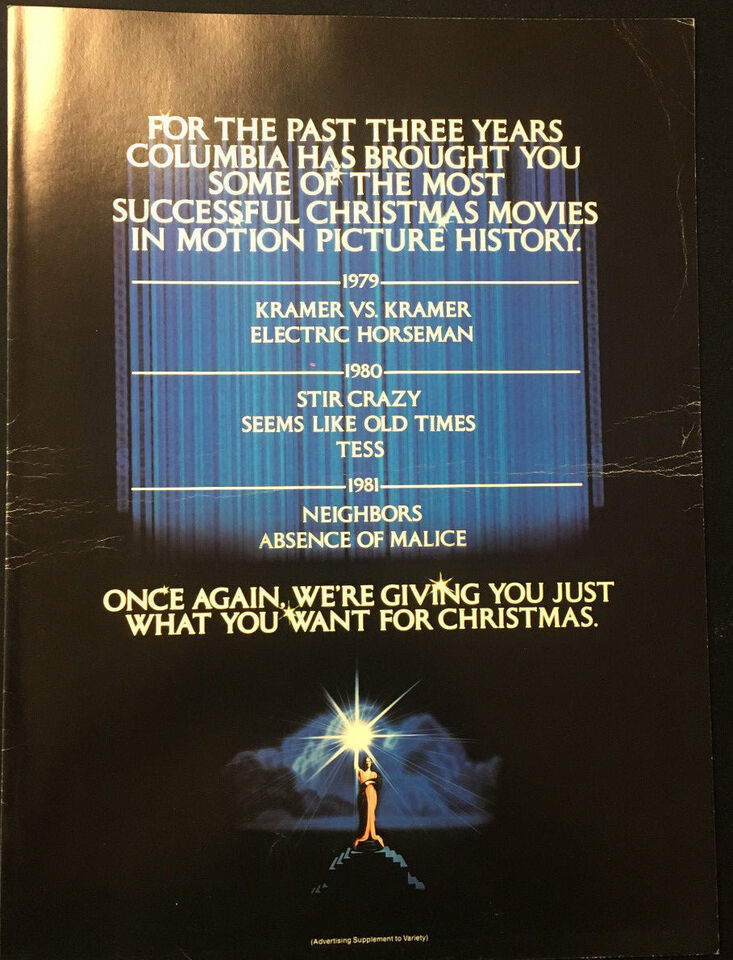 FOR THE PAST THREE YEARS
COLUMBIA HAS BROUGHT YOU
SOME OF THE MOST
SUCCESSFUL CHRISTMAS MOVIES
IN MOTION PICTURE HISTORY.
1979
KRAMER VS. KRAMER
ELECTRIC HORSEMAN
1980
STIR CRAZY
SEEMS LIKE OLD TIMES
TESS
1981
NEIGHBORS
ABSENCE OF MALICE
ONCE AGAIN, WE'RE GIVING YOU JUST
WHAT YOU WANT FOR CHRISTMAS.
(Advertising Supplement to Variety)